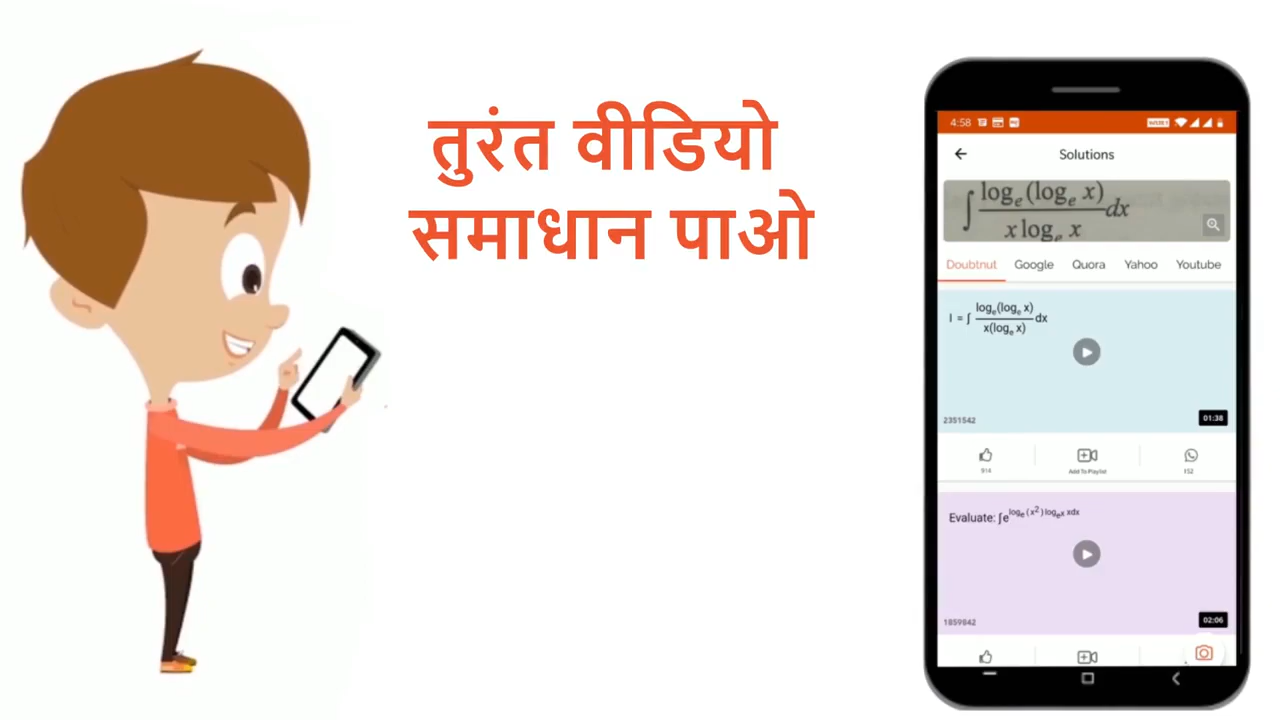 तुरंत वीडियो
समाधान पाओ
4:58
Solutions
∫ logₑ(logₑ x) / x logₑ x dx
Doubtnut Google Quora Yahoo Youtube
I = ∫ logₑ(logₑ x) / x(logₑ x) dx
2351542 01:38
914 Add To Playlist 152
Evaluate: ∫e^logₑ(x²) logₑx xdx
1859842 02:06